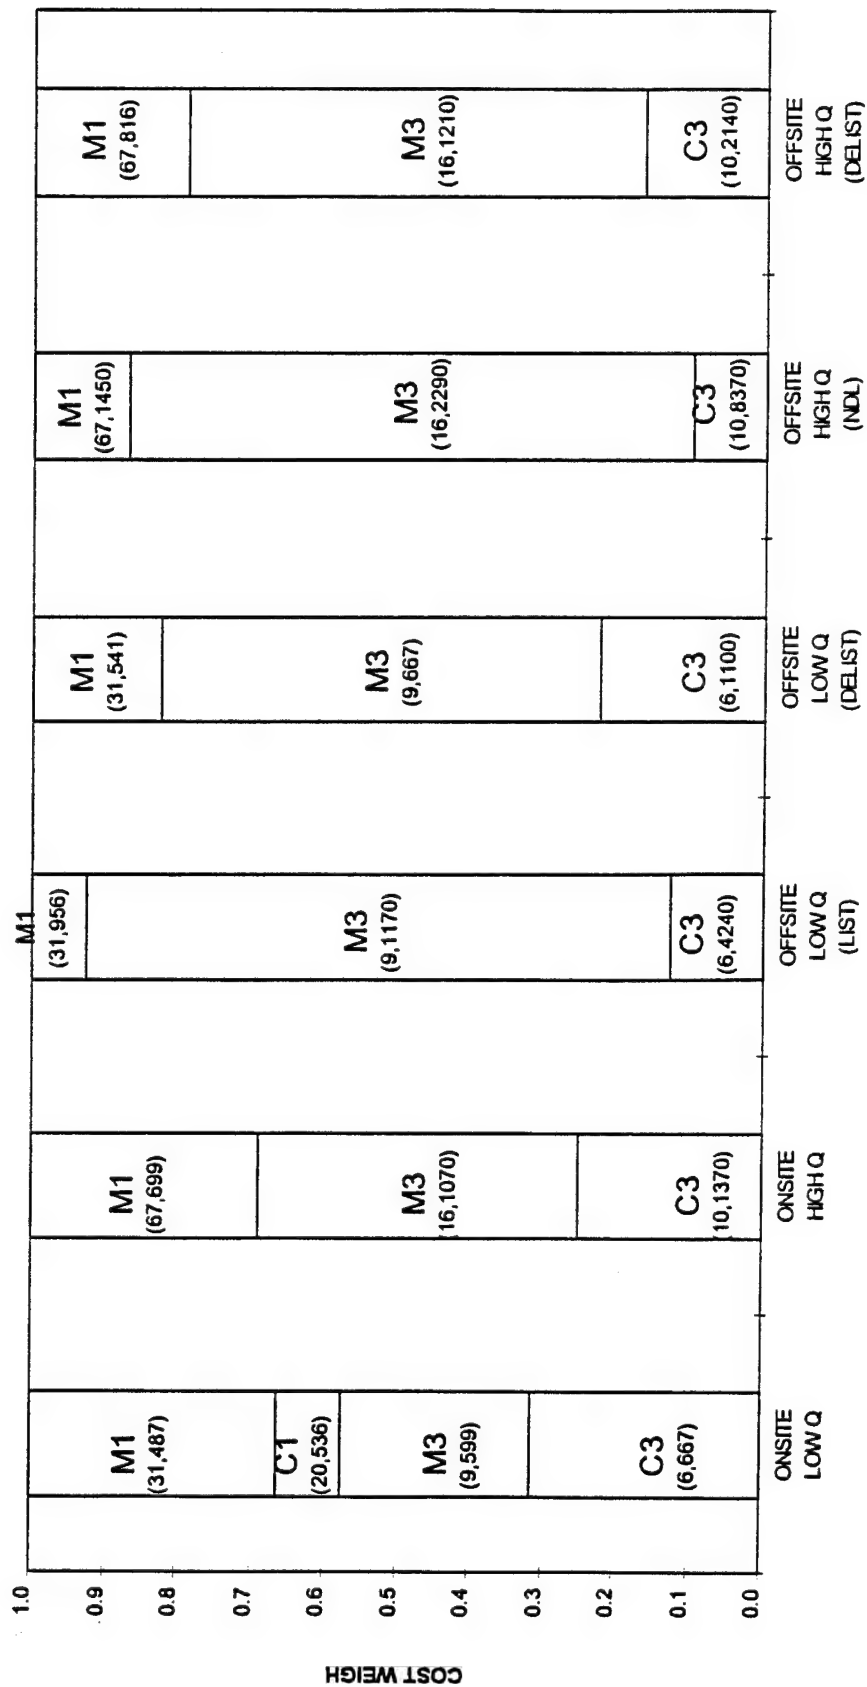 COST WEIGH
1.0
0.9
0.8
0.7
0.6
0.5
0.4
0.3
0.2
0.1
0.0
M1
(31,487)
C1
(20,536)
M3
(9,599)
C3
(6,667)
ONSITE
LOW Q
M1
(67,699)
M3
(16,1070)
C3
(10,1370)
ONSITE
HIGH Q
M1
(31,956)
M3
(9,1170)
C3
(6,4240)
OFFSITE
LOW Q
(LIST)
M1
(31,541)
M3
(9,667)
C3
(6,1100)
OFFSITE
LOW Q
(DELIST)
M1
(67,1450)
M3
(16,2290)
C3
(10,8370)
OFFSITE
HIGH Q
(NDL)
M1
(67,816)
M3
(16,1210)
C3
(10,2140)
OFFSITE
HIGH Q
(DELIST)